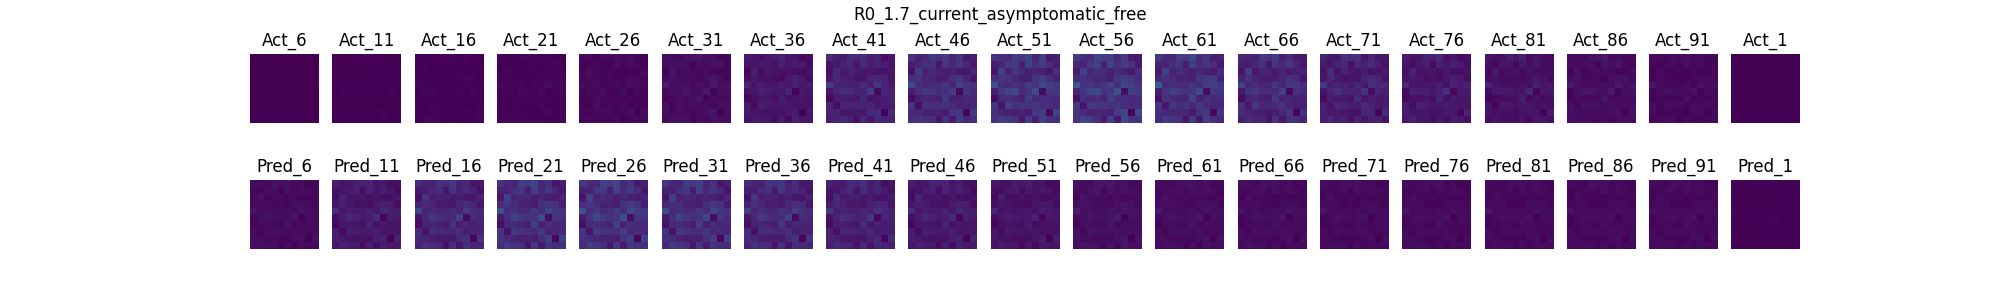 R0_1.7_current_asymptomatic_free
Act_6 Act_11 Act_16 Act_21 Act_26 Act_31 Act_36 Act_41 Act_46 Act_51 Act_56 Act_61 Act_66 Act_71 Act_76 Act_81 Act_86 Act_91 Act_1
Pred_6 Pred_11 Pred_16 Pred_21 Pred_26 Pred_31 Pred_36 Pred_41 Pred_46 Pred_51 Pred_56 Pred_61 Pred_66 Pred_71 Pred_76 Pred_81 Pred_86 Pred_91 Pred_1